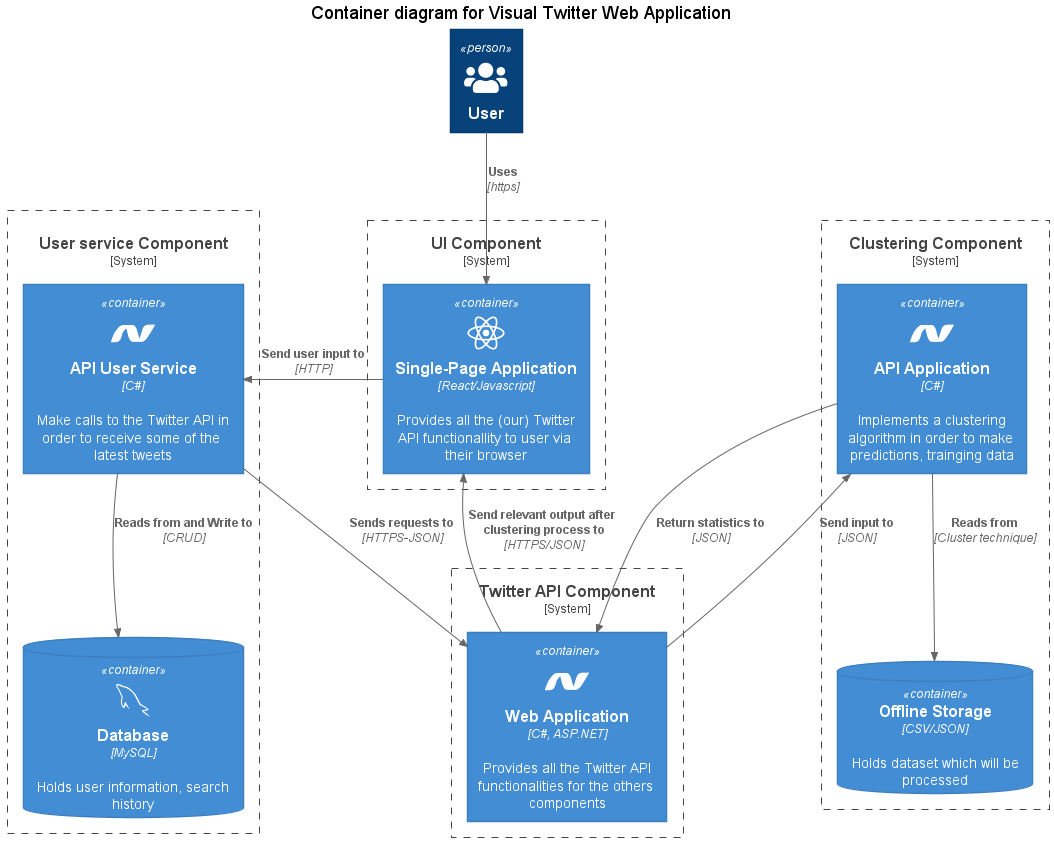 Container diagram for Visual Twitter Web Application
«person»
User
Uses
[https]
User service Component
[System]
«container»
API User Service
[C#]
Make calls to the Twitter API in
order to receive some of the
latest tweets
Send user input to
[HTTP]
UI Component
[System]
«container»
Single-Page Application
[React/Javascript]
Provides all the (our) Twitter
API functionallity to user via
their browser
Clustering Component
[System]
«container»
API Application
[C#]
Implements a clustering
algorithm in order to make
predictions, trainging data
Reads from and Write to
[CRUD]
Sends requests to
[HTTPS-JSON]
Send relevant output after
clustering process to
[HTTPS/JSON]
Return statistics to
[JSON]
Send input to
[JSON]
Reads from
[Cluster technique]
«container»
Database
[MySQL]
Holds user information, search
history
Twitter API Component
[System]
«container»
Web Application
[C#, ASP.NET]
Provides all the Twitter API
functionalities for the others
components
«container»
Offline Storage
[CSV/JSON]
Holds dataset which will be
processed